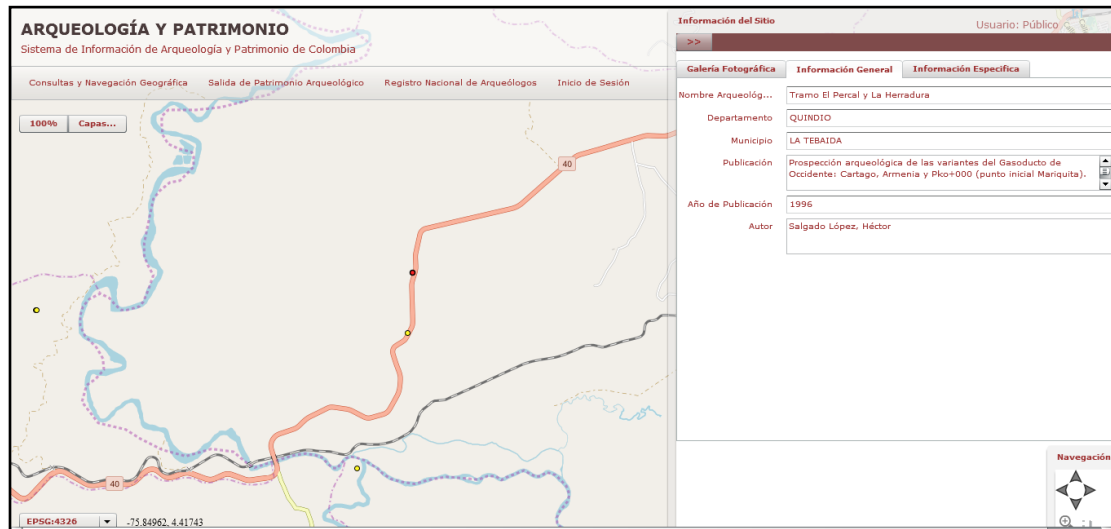 ARQUEOLOGÍA Y PATRIMONIO
Sistema de Información de Arqueología y Patrimonio de Colombia
Información del Sitio
Usuario: Público
>>
Consultas y Navegación Geográfica Salida de Patrimonio Arqueológico Registro Nacional de Arqueólogos Inicio de Sesión
Galería Fotográfica Información General Información Especifica
100% Capas...
Nombre Arqueológ... Tramo El Percal y La Herradura
Departamento QUINDIO
Municipio LA TEBAIDA
Publicación Prospección arqueológica de las variantes del Gasoducto de
Occidente: Cartago, Armenia y Pko+000 (punto inicial Mariquita).
Año de Publicación 1996
Autor Salgado López, Héctor
40
40
Navegación
EPSG:4326 -75.84962, 4.41743